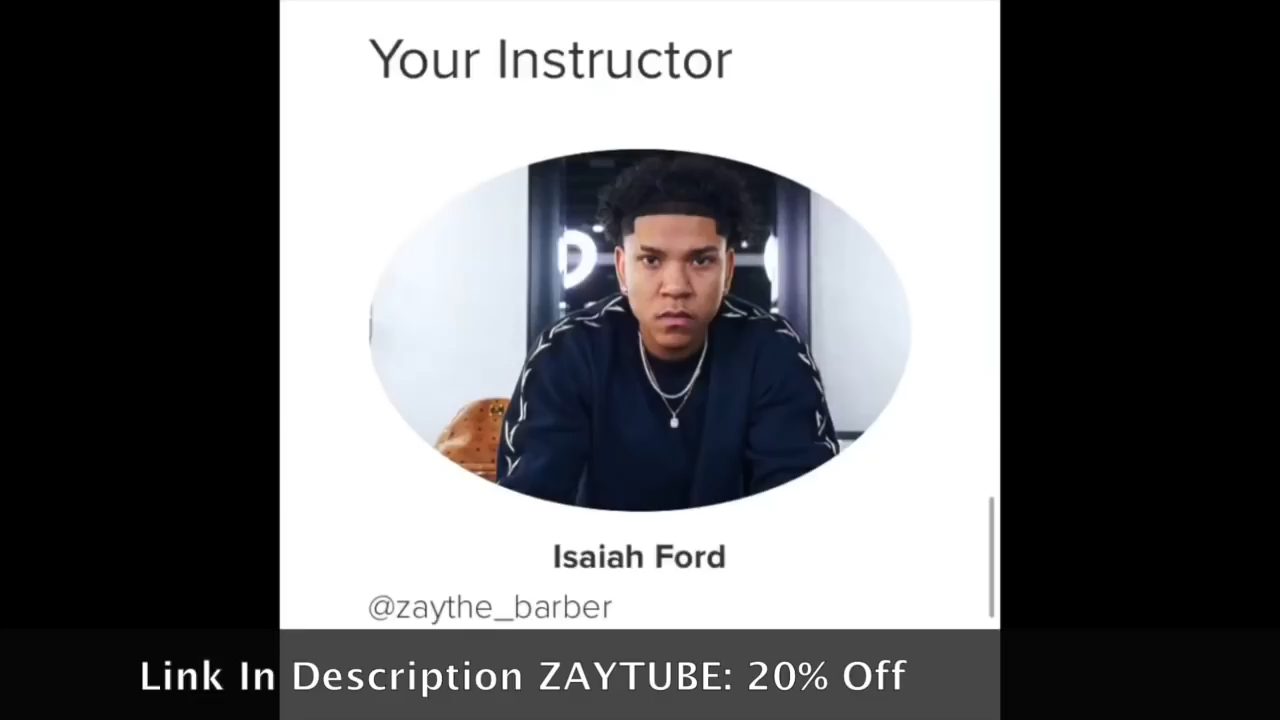 Your Instructor
Isaiah Ford
@zaythe_barber
Link In Description ZAYTUBE: 20% Off